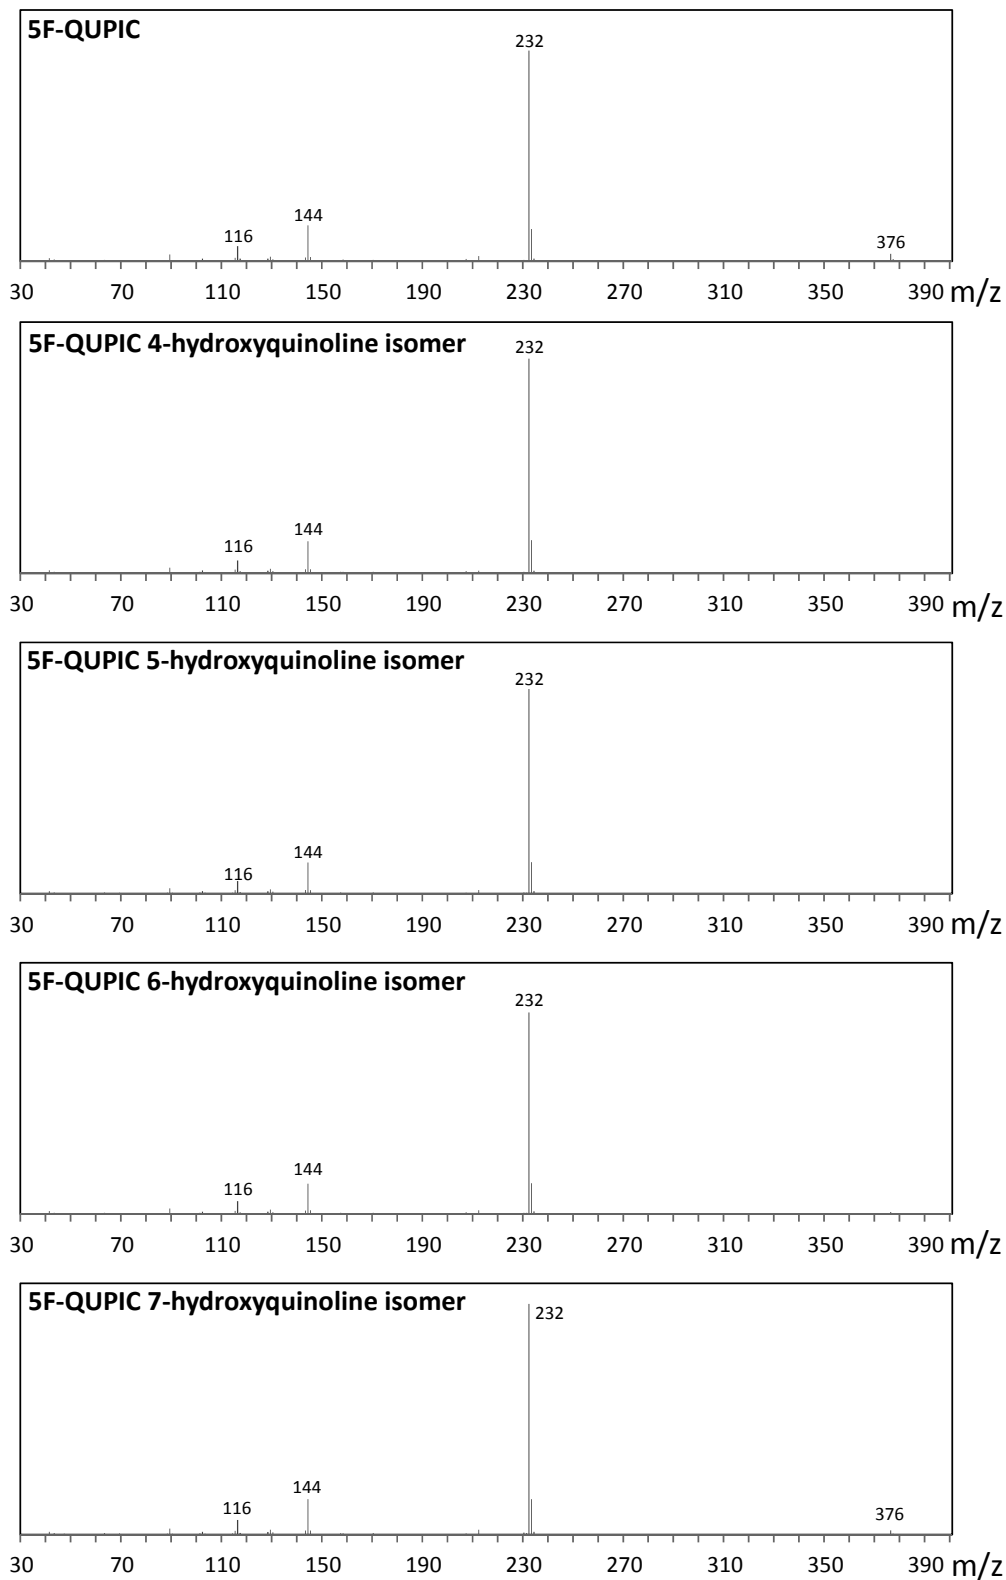 5F-QUPIC
232
144
116
376
30 70 110 150 190 230 270 310 350 390 m/z
5F-QUPIC 4-hydroxyquinoline isomer
232
144
116
30 70 110 150 190 230 270 310 350 390 m/z
5F-QUPIC 5-hydroxyquinoline isomer
232
144
116
30 70 110 150 190 230 270 310 350 390 m/z
5F-QUPIC 6-hydroxyquinoline isomer
232
144
116
30 70 110 150 190 230 270 310 350 390 m/z
5F-QUPIC 7-hydroxyquinoline isomer
232
144
116
376
30 70 110 150 190 230 270 310 350 390 m/z